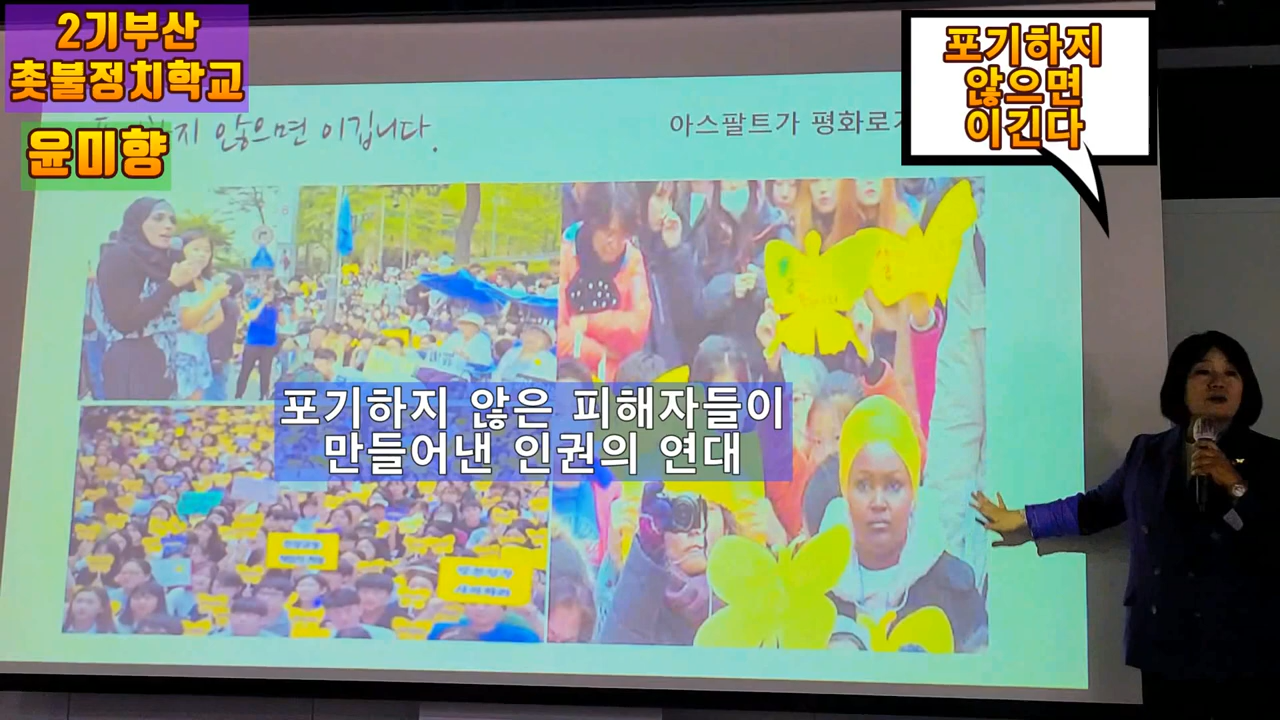 2기부산
촛불정치학교
윤미향
포기하지
않으면
이긴다
지 않으면 이깁니다.
아스팔트가 평화로
포기하지 않은 피해자들이
만들어낸 인권의 연대